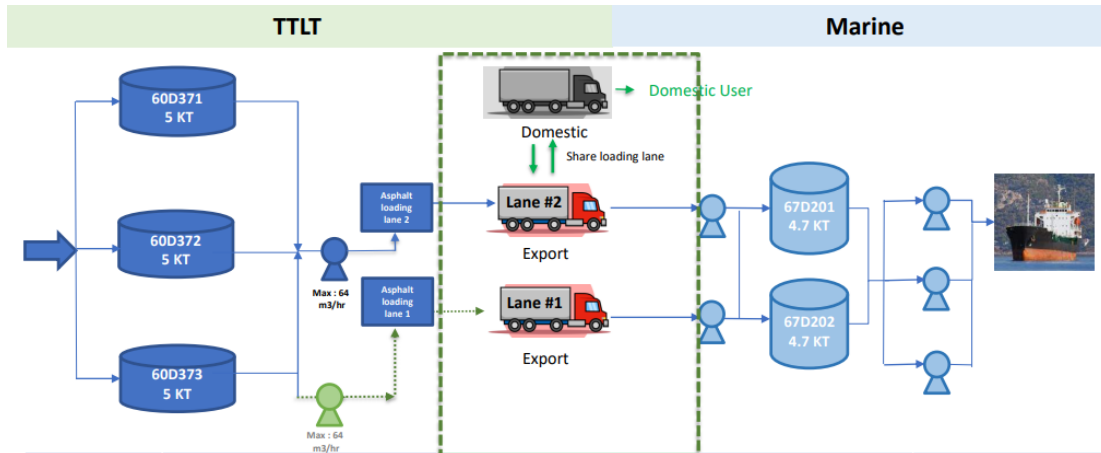 TTLT
Marine
60D371
5 KT
60D372
5 KT
60D373
5 KT
Max : 64
m3/hr
Max : 64
m3/hr
Asphalt
loading
lane 2
Asphalt
loading
lane 1
Domestic User
Domestic
Share loading lane
Lane #2
Export
Lane #1
Export
67D201
4.7 KT
67D202
4.7 KT